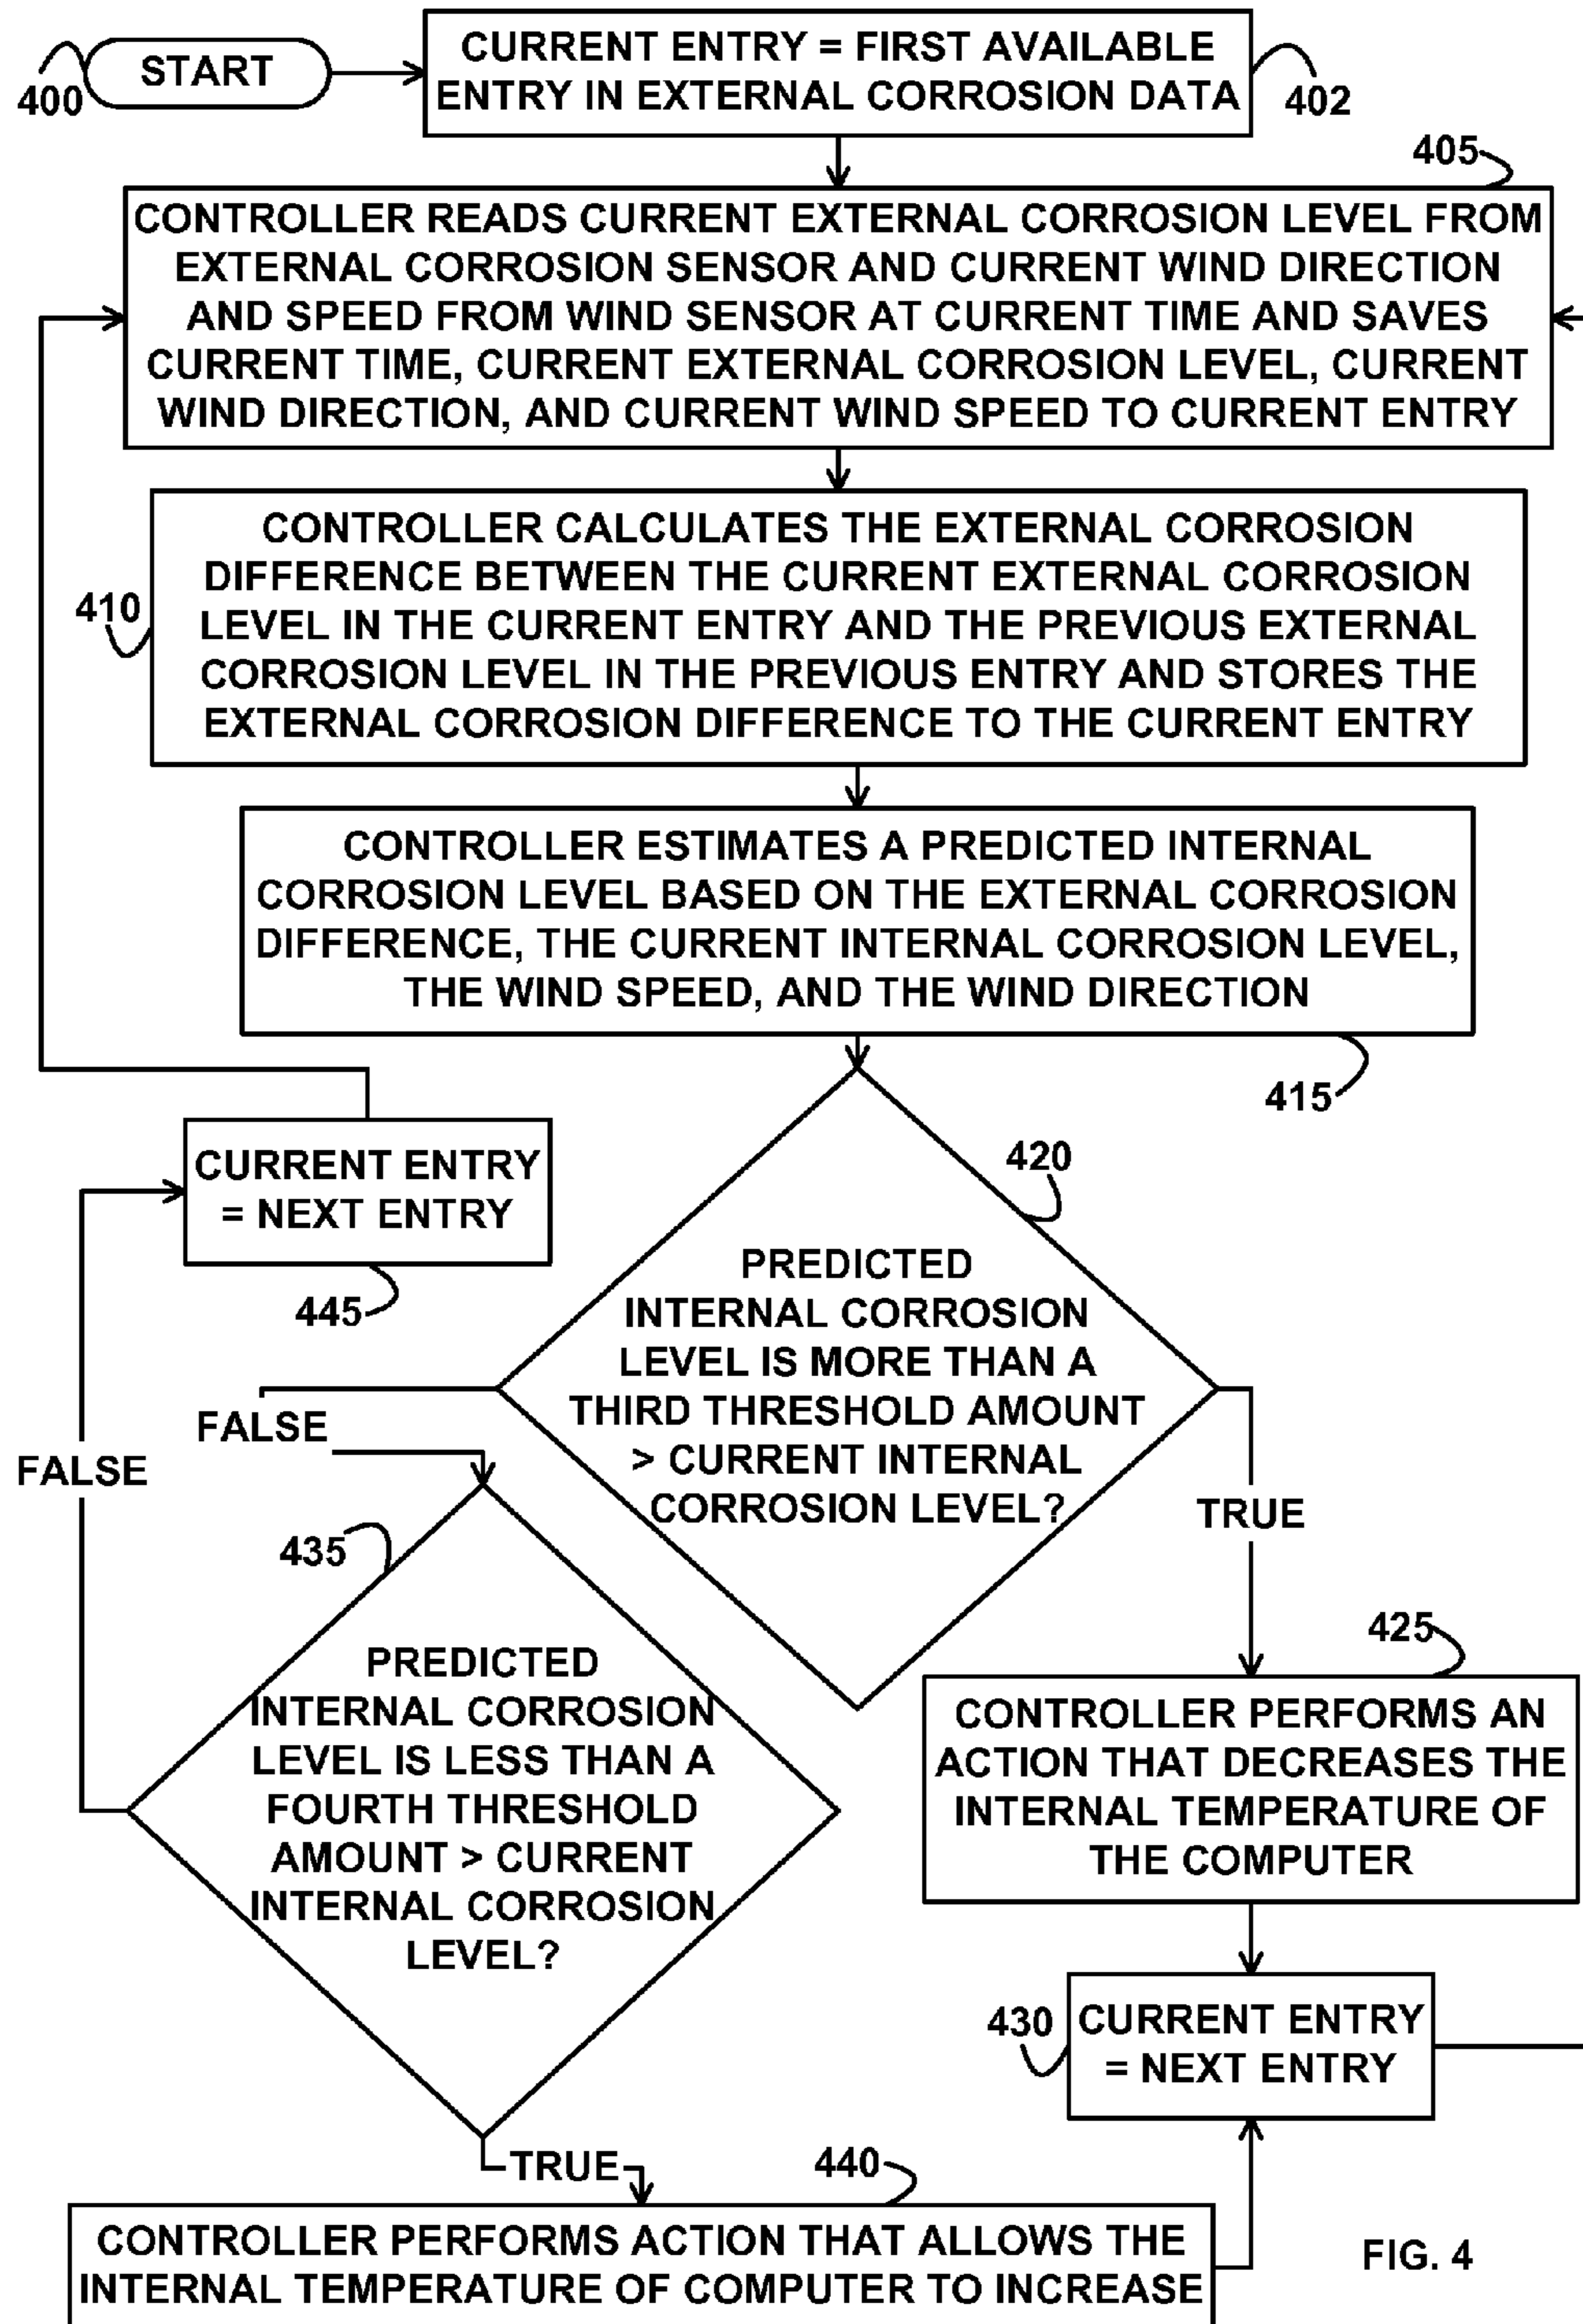 400
START
CURRENT ENTRY = FIRST AVAILABLE
ENTRY IN EXTERNAL CORROSION DATA
402
405
CONTROLLER READS CURRENT EXTERNAL CORROSION LEVEL FROM
EXTERNAL CORROSION SENSOR AND CURRENT WIND DIRECTION
AND SPEED FROM WIND SENSOR AT CURRENT TIME AND SAVES
CURRENT TIME, CURRENT EXTERNAL CORROSION LEVEL, CURRENT
WIND DIRECTION, AND CURRENT WIND SPEED TO CURRENT ENTRY
410
CONTROLLER CALCULATES THE EXTERNAL CORROSION
DIFFERENCE BETWEEN THE CURRENT EXTERNAL CORROSION
LEVEL IN THE CURRENT ENTRY AND THE PREVIOUS EXTERNAL
CORROSION LEVEL IN THE PREVIOUS ENTRY AND STORES THE
EXTERNAL CORROSION DIFFERENCE TO THE CURRENT ENTRY
CONTROLLER ESTIMATES A PREDICTED INTERNAL
CORROSION LEVEL BASED ON THE EXTERNAL CORROSION
DIFFERENCE, THE CURRENT INTERNAL CORROSION LEVEL,
THE WIND SPEED, AND THE WIND DIRECTION
415
CURRENT ENTRY
= NEXT ENTRY
445
420
PREDICTED
INTERNAL CORROSION
LEVEL IS MORE THAN A
THIRD THRESHOLD AMOUNT
> CURRENT INTERNAL
CORROSION LEVEL?
FALSE
FALSE
TRUE
435
PREDICTED
INTERNAL CORROSION
LEVEL IS LESS THAN A
FOURTH THRESHOLD
AMOUNT > CURRENT
INTERNAL CORROSION
LEVEL?
425
CONTROLLER PERFORMS AN
ACTION THAT DECREASES THE
INTERNAL TEMPERATURE OF
THE COMPUTER
430
CURRENT ENTRY
= NEXT ENTRY
TRUE
440
CONTROLLER PERFORMS ACTION THAT ALLOWS THE
INTERNAL TEMPERATURE OF COMPUTER TO INCREASE
FIG. 4